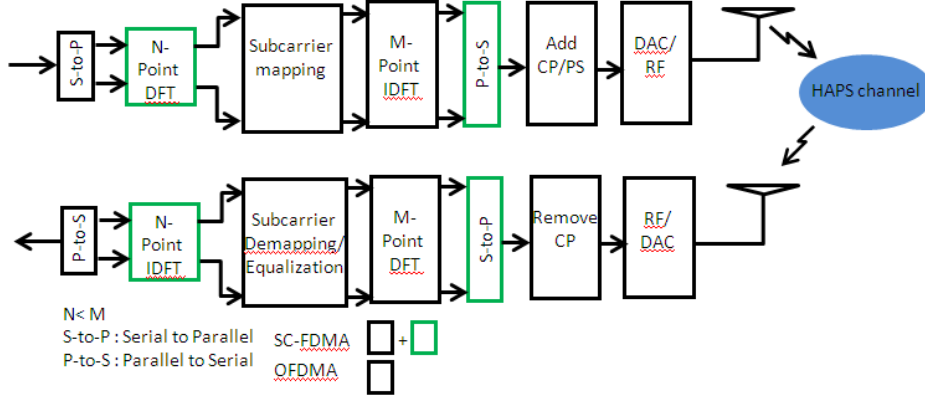 S-to-P
N-
Point
DFT
Subcarrier
mapping
M-
Point
IDFT
P-to-S
Add
CP/PS
DAC/
RF
HAPS channel
P-to-S
N-
Point
IDFT
Subcarrier
Demapping/
Equalization
M-
Point
DFT
S-to-P
Remove
CP
RF/
DAC
N< M
S-to-P : Serial to Parallel
P-to-S : Parallel to Serial
SC-FDMA +
OFDMA